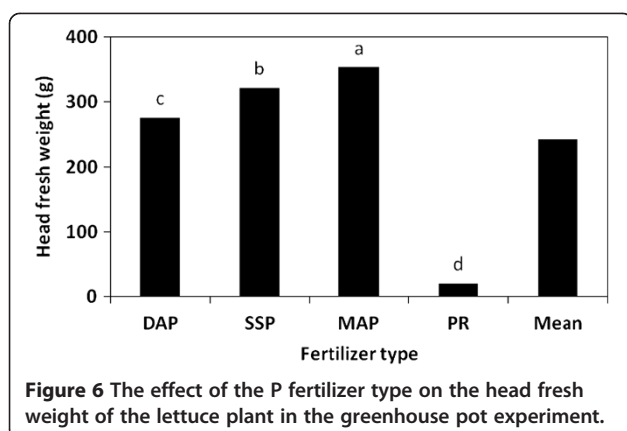 400
300
200
100
0
Head fresh weight (g)
c
b
a
d
DAP SSP MAP PR Mean
Fertilizer type
Figure 6 The effect of the P fertilizer type on the head fresh
weight of the lettuce plant in the greenhouse pot experiment.